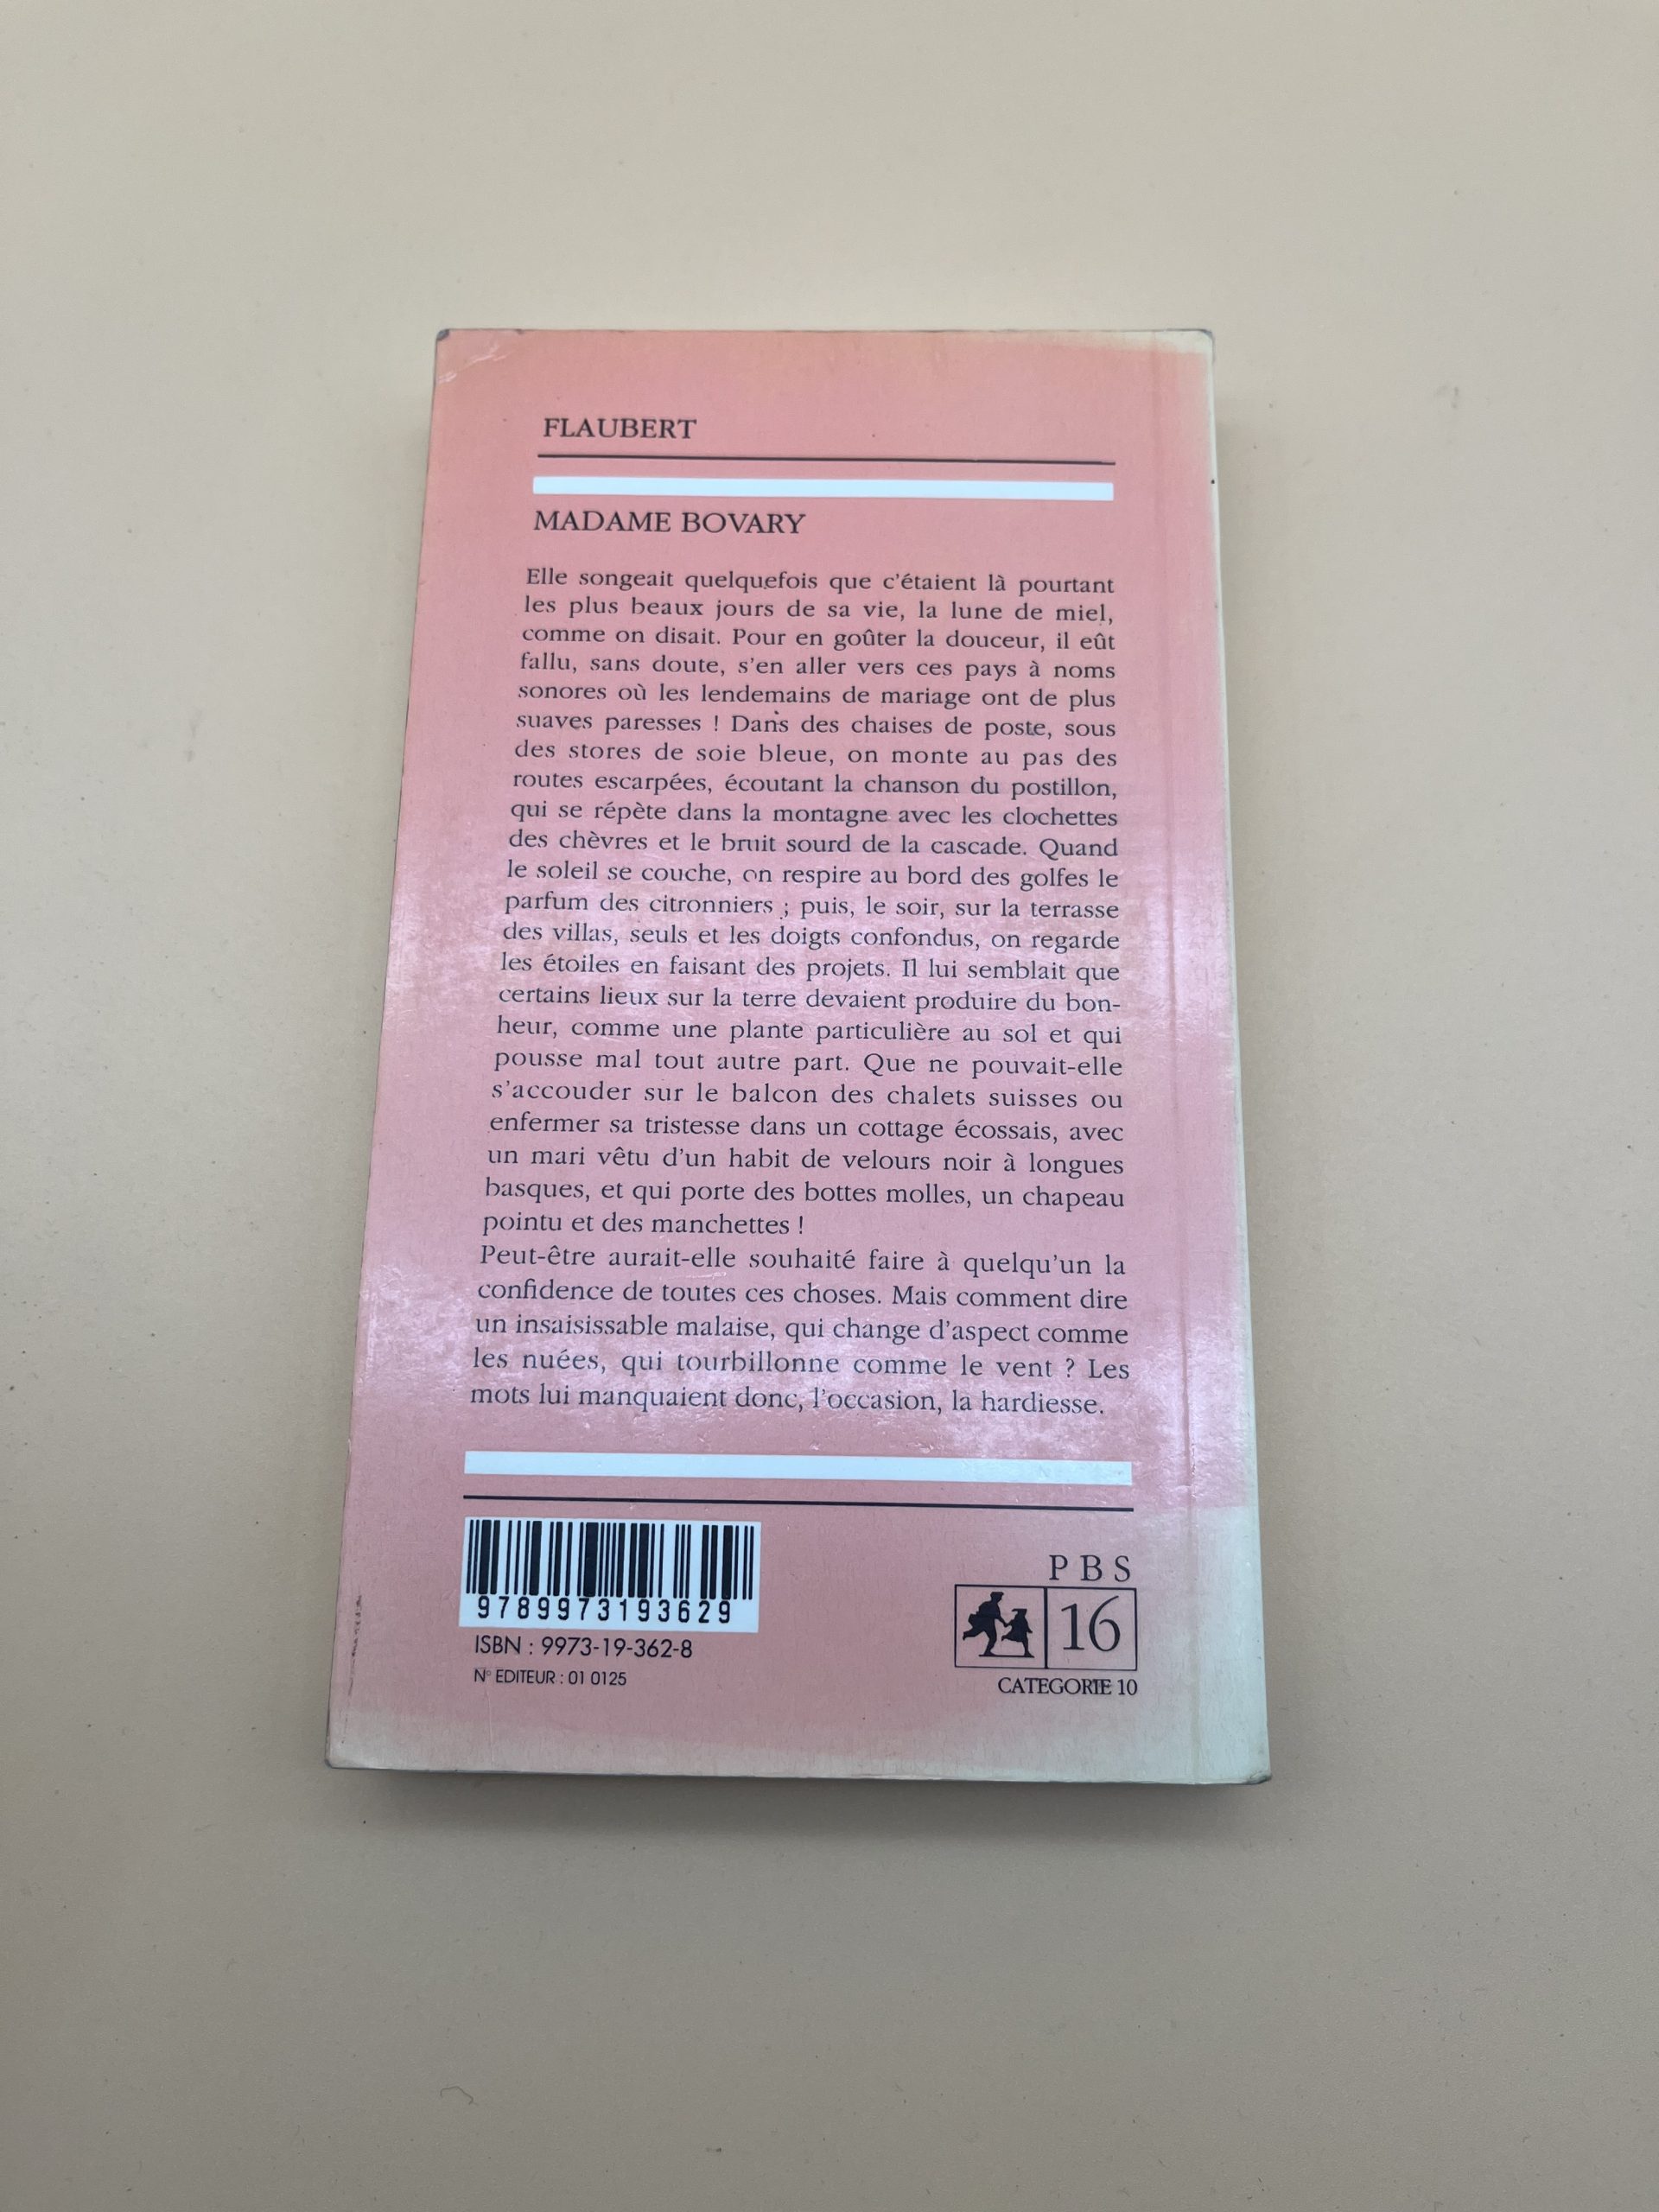 FLAUBERT
MADAME BOVARY
Elle songeait quelquefois que c'étaient là pourtant
les plus beaux jours de sa vie, la lune de miel,
comme on disait. Pour en goûter la douceur, il eût
fallu, sans doute, s'en aller vers ces pays à noms
sonores où les lendemains de mariage ont de plus
suaves paresses ! Dans des chaises de poste, sous
des stores de soie bleue, on monte au pas des
routes escarpées, écoutant la chanson du postillon,
qui se répète dans la montagne avec les clochettes
des chèvres et le bruit sourd de la cascade. Quand
le soleil se couche, on respire au bord des golfes le
parfum des citronniers ; puis, le soir, sur la terrasse
des villas, seuls et les doigts confondus, on regarde
les étoiles en faisant des projets. Il lui semblait que
certains lieux sur la terre devaient produire du bon-
heur, comme une plante particulière au sol et qui
pousse mal tout autre part. Que ne pouvait-elle
s'accouder sur le balcon des chalets suisses ou
enfermer sa tristesse dans un cottage écossais, avec
un mari vêtu d'un habit de velours noir à longues
basques, et qui porte des bottes molles, un chapeau
pointu et des manchettes !
Peut-être aurait-elle souhaité faire à quelqu'un la
confidence de toutes ces choses. Mais comment dire
un insaisissable malaise, qui change d'aspect comme
les nuées, qui tourbillonne comme le vent ? Les
mots lui manquaient donc, l'occasion, la hardiesse.
9789973193629
ISBN : 9973-19-362-8
N° EDITEUR : 01 0125
PBS
16
CATEGORIE 10